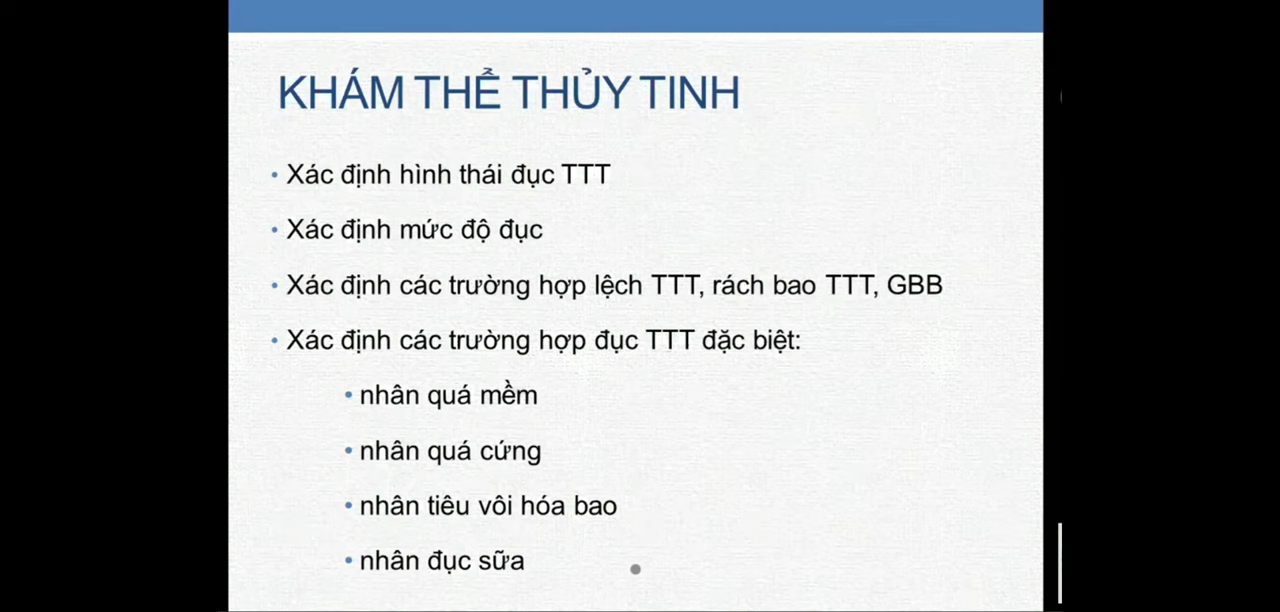 KHÁM THỂ THỦY TINH
• Xác định hình thái đục TTT
• Xác định mức độ đục
• Xác định các trường hợp lệch TTT, rách bao TTT, GBB
• Xác định các trường hợp đục TTT đặc biệt:
• nhân quá mềm
• nhân quá cứng
• nhân tiêu vôi hóa bao
• nhân đục sữa